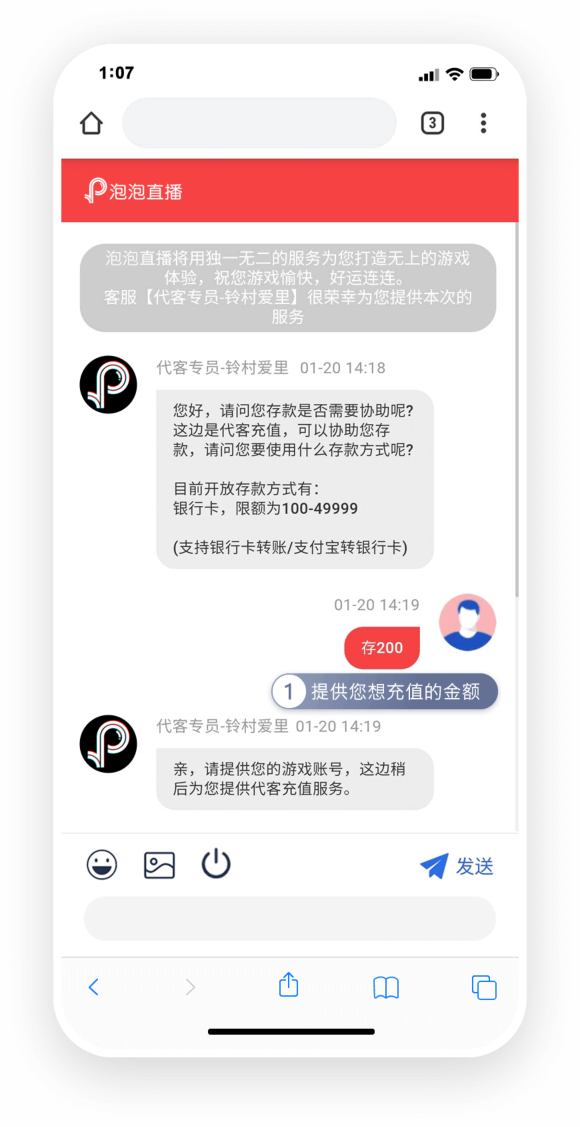 1:07
3
泡泡直播
泡泡直播将用独一无二的服务为您打造无上的游戏
体验，祝您游戏愉快，好运连连。
客服【代客专员-铃村爱里】很荣幸为您提供本次的
服务
代客专员-铃村爱里 01-20 14:18
您好，请问您存款是否需要协助呢?
这边是代客充值，可以协助您存
款，请问您要使用什么存款方式呢?
目前开放存款方式有：
银行卡，限额为100-49999
(支持银行卡转账/支付宝转银行卡)
01-20 14:19
存200
1 提供您想充值的金额
代客专员-铃村爱里 01-20 14:19
亲，请提供您的游戏账号，这边稍
后为您提供代客充值服务。
发送